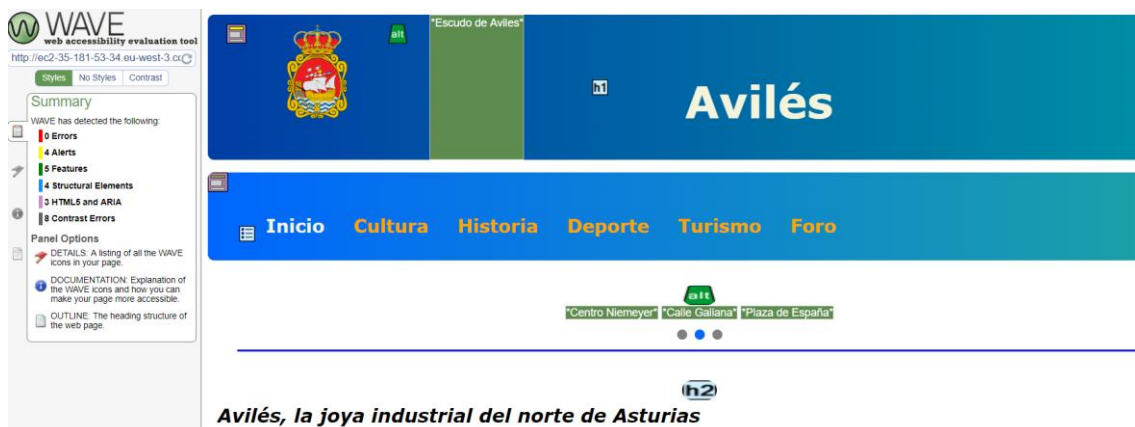 WAVE
web accessibility evaluation tool
http://ec2-35-181-53-34.eu-west-3.cc
Styles No Styles Contrast
Summary
WAVE has detected the following:
0 Errors
4 Alerts
5 Features
4 Structural Elements
3 HTML5 and ARIA
8 Contrast Errors
Panel Options
DETAILS: A listing of all the WAVE
icons in your page.
DOCUMENTATION: Explanation of
the WAVE icons and how you can
make your page more accessible.
OUTLINE: The heading structure of
the web page.
alt
"Escudo de Aviles"
h1
Avilés
Inicio Cultura Historia Deporte Turismo Foro
alt
"Centro Niemeyer" "Calle Galiana" "Plaza de España"
h2
Avilés, la joya industrial del norte de Asturias